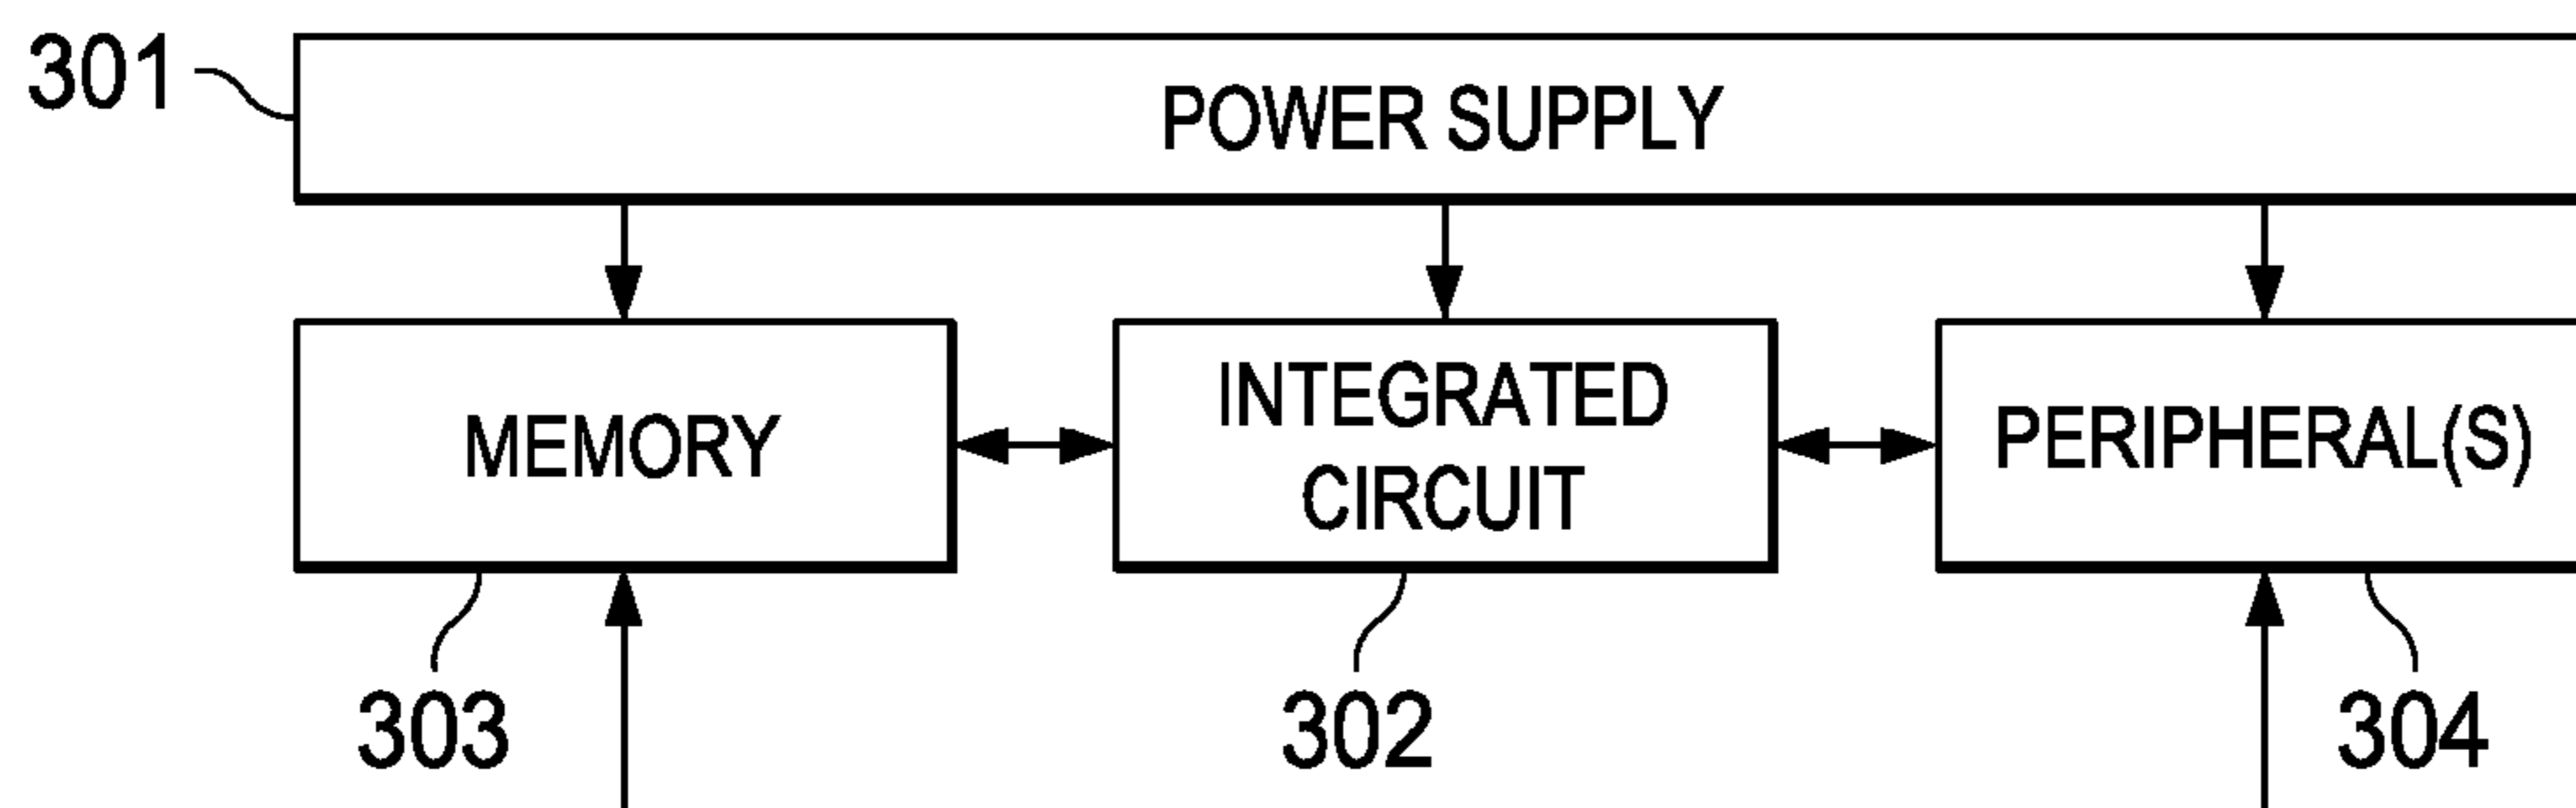 301
POWER SUPPLY
MEMORY
INTEGRATED
CIRCUIT
PERIPHERAL(S)
303
302
304